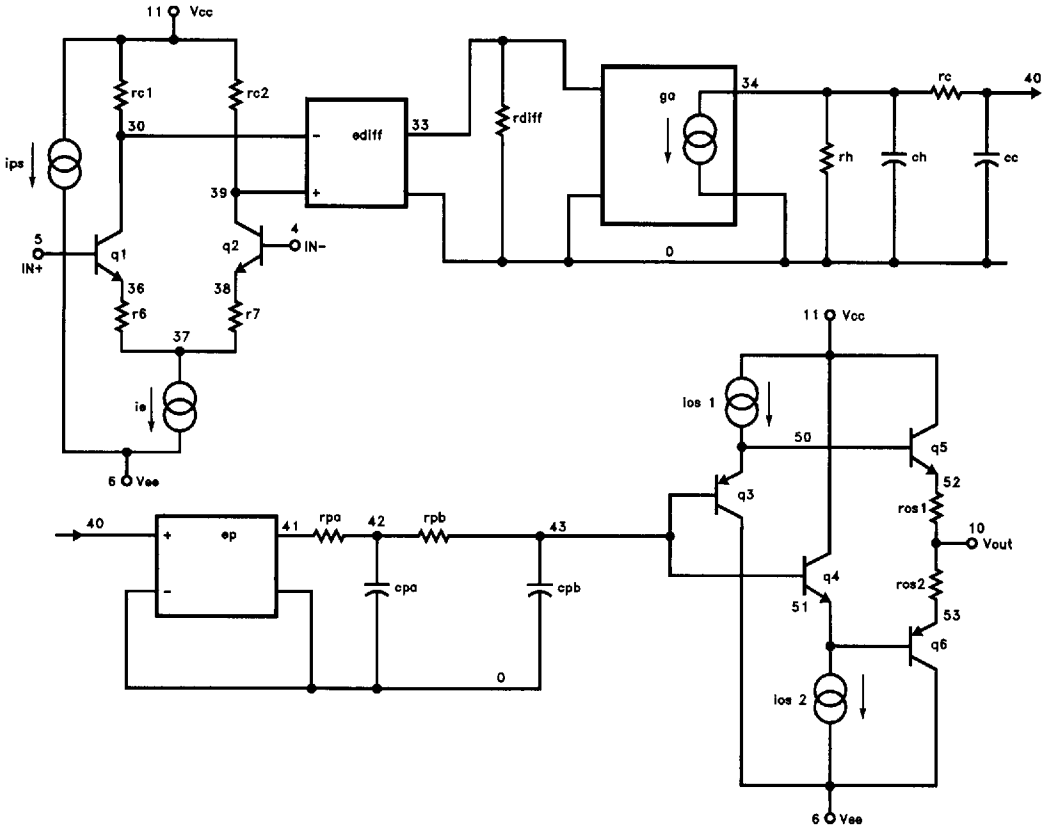 11 Vcc
rc1
rc2
30
ediff
33
rdiff
ga
34
rc
40
ips
39
rh
ch
cc
5
IN+
q1
q2
4
IN-
0
36
38
r6
r7
37
ie
6 Vee
11 Vcc
ios 1
50
q5
q3
52
ros1
10
Vout
40
ep
41
rpa
42
rpb
43
cpa
cpb
q4
51
ros2
53
q6
0
ios 2
6 Vee